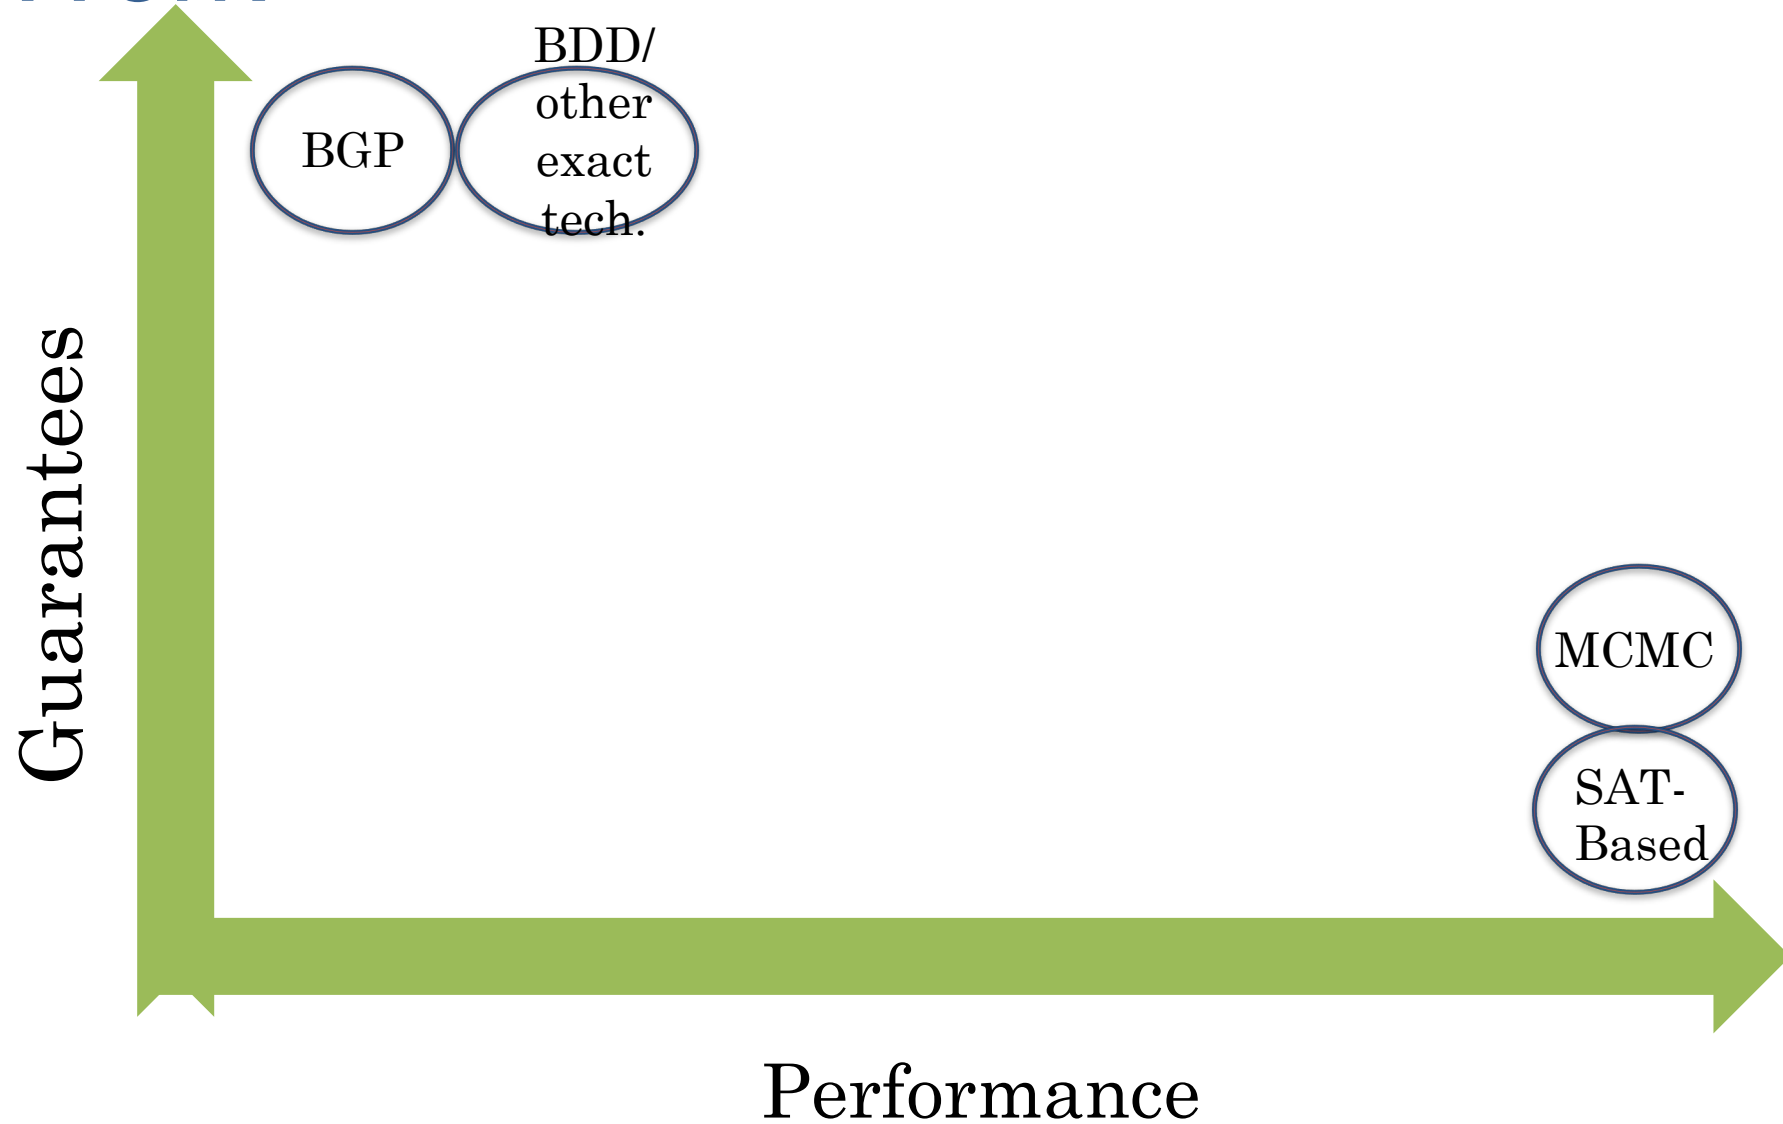 BGP
BDD/
other
exact
tech.
Guarantees
MCMC
SAT-
Based
Performance